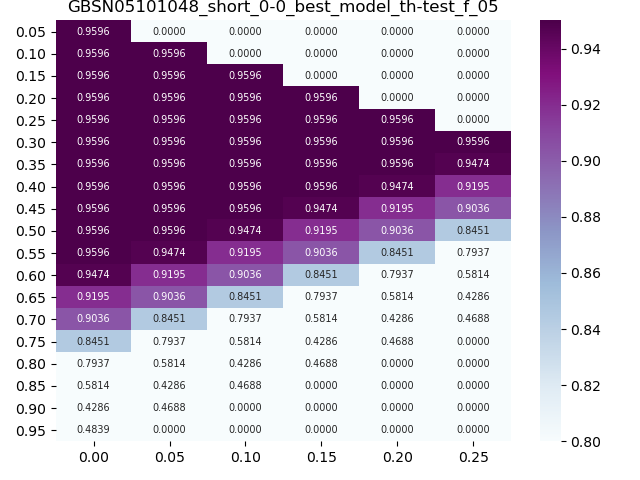 GBSN05101048_short_0-0_best_model_th-test_f_05
0.05 0.9596 0.0000 0.0000 0.0000 0.0000 0.0000
0.10 0.9596 0.9596 0.0000 0.0000 0.0000 0.0000
0.15 0.9596 0.9596 0.9596 0.0000 0.0000 0.0000
0.20 0.9596 0.9596 0.9596 0.9596 0.0000 0.0000
0.25 0.9596 0.9596 0.9596 0.9596 0.9596 0.0000
0.30 0.9596 0.9596 0.9596 0.9596 0.9596 0.9596
0.35 0.9596 0.9596 0.9596 0.9596 0.9596 0.9474
0.40 0.9596 0.9596 0.9596 0.9596 0.9474 0.9195
0.45 0.9596 0.9596 0.9596 0.9474 0.9195 0.9036
0.50 0.9596 0.9596 0.9474 0.9195 0.9036 0.8451
0.55 0.9596 0.9474 0.9195 0.9036 0.8451 0.7937
0.60 0.9474 0.9195 0.9036 0.8451 0.7937 0.5814
0.65 0.9195 0.9036 0.8451 0.7937 0.5814 0.4286
0.70 0.9036 0.8451 0.7937 0.5814 0.4286 0.4688
0.75 0.8451 0.7937 0.5814 0.4286 0.4688 0.0000
0.80 0.7937 0.5814 0.4286 0.4688 0.0000 0.0000
0.85 0.5814 0.4286 0.4688 0.0000 0.0000 0.0000
0.90 0.4286 0.4688 0.0000 0.0000 0.0000 0.0000
0.95 0.4839 0.0000 0.0000 0.0000 0.0000 0.0000
0.00 0.05 0.10 0.15 0.20 0.25
0.94
0.92
0.90
0.88
0.86
0.84
0.82
0.80